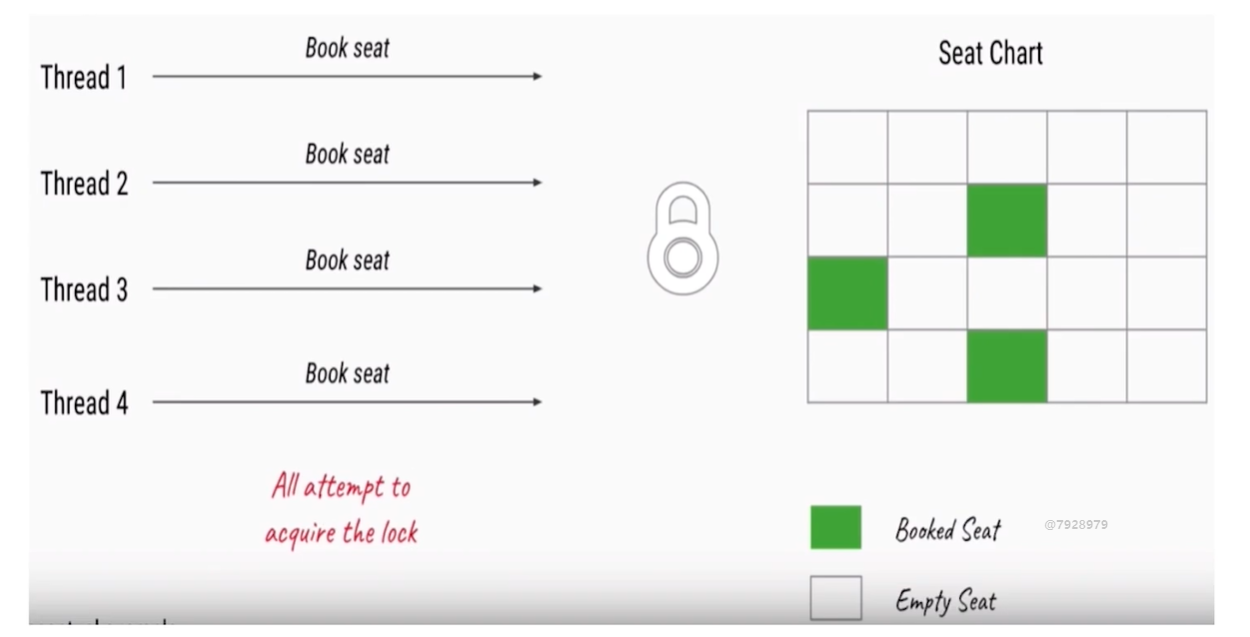 Book seat
Thread 1
Book seat
Thread 2
Book seat
Thread 3
Book seat
Thread 4
All attempt to
acquire the lock
Seat Chart
Booked Seat
@7928979
Empty Seat